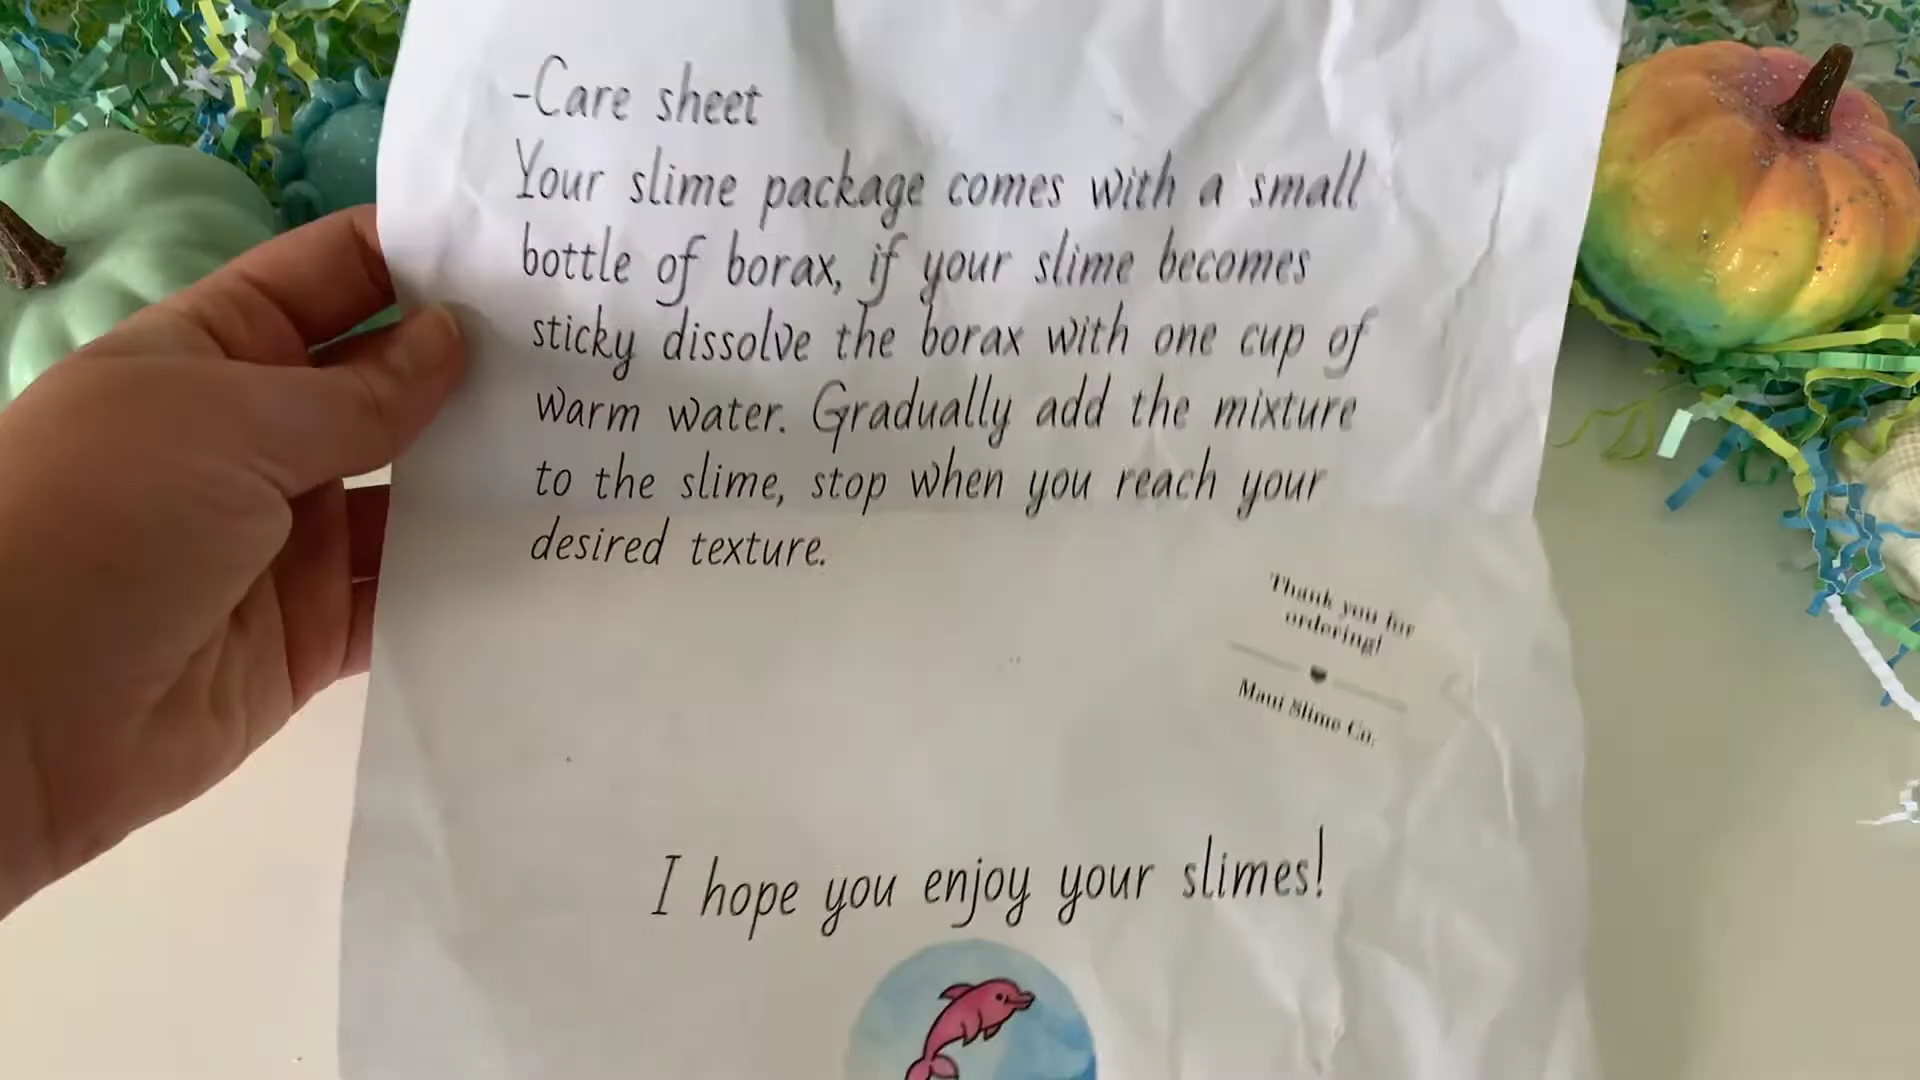 -Care sheet
Your slime package comes with a small
bottle of borax, if your slime becomes
sticky dissolve the borax with one cup of
warm water. Gradually add the mixture
to the slime, stop when you reach your
desired texture.
Thank you for
ordering!
Maui Slime Co.
I hope you enjoy your slimes!